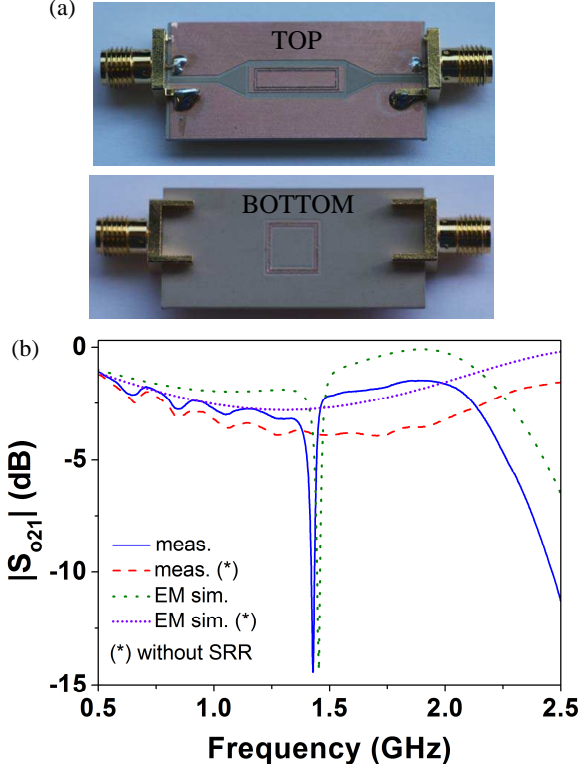 (a)
TOP
BOTTOM
(b)
0
-5
-10
-15
|S₀₂₁| (dB)
meas.
meas. (*)
EM sim.
EM sim. (*)
(*) without SRR
0.5
1.0
1.5
2.0
2.5
Frequency (GHz)